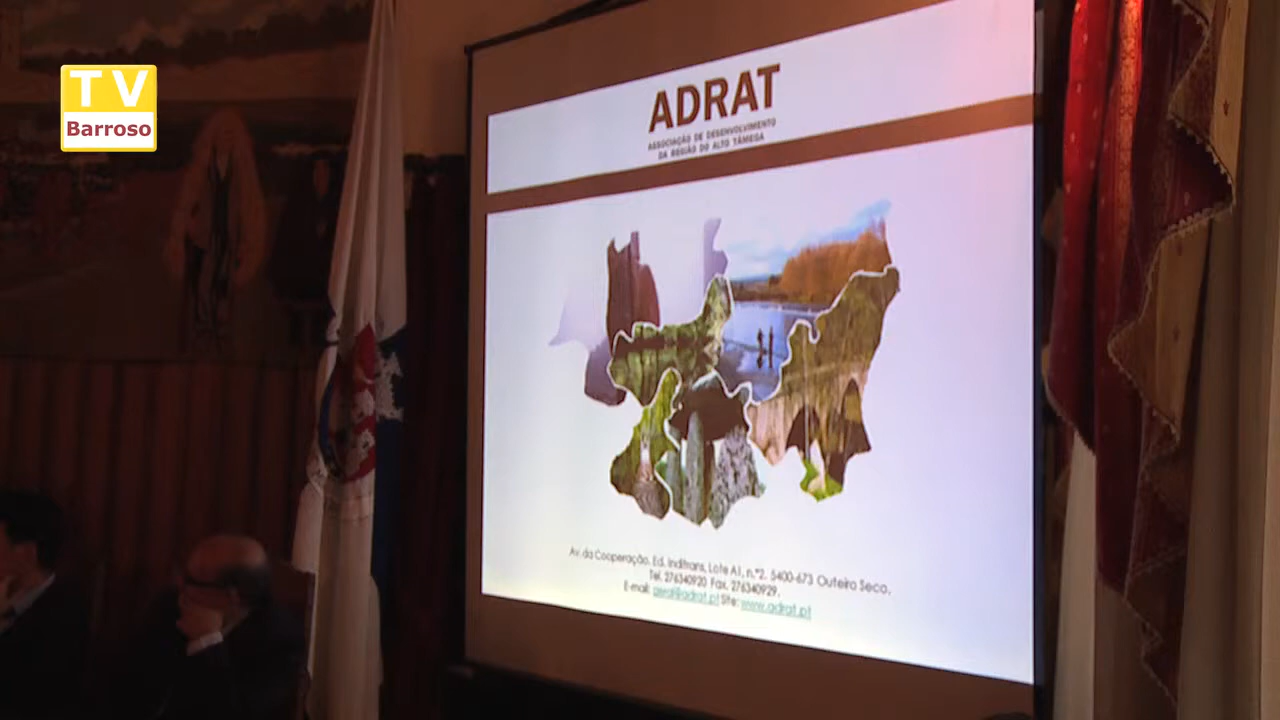 TV
Barroso
ADRAT
ASSOCIAÇÃO DE DESENVOLVIMENTO
DA REGIÃO DO ALTO TÂMEGA
Av. da Cooperação, Ed. Inditrans, Lote A1, n.º2. 5400-673 Outeiro Seco.
Tel. 276340920 Fax. 276340929.
E-mail: geral@adrat.pt Site: www.adrat.pt